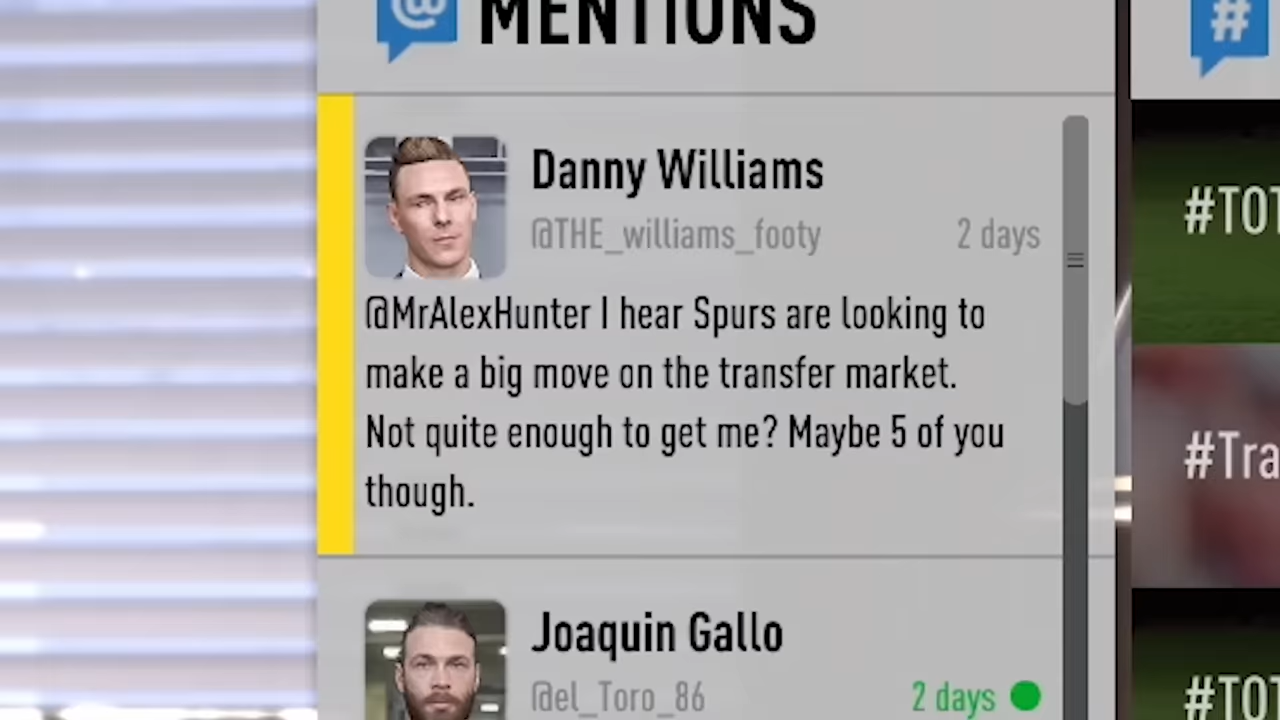 @ MENTIONS
#
Danny Williams
@THE_williams_footy 2 days
@MrAlexHunter I hear Spurs are looking to
make a big move on the transfer market.
Not quite enough to get me? Maybe 5 of you
though.
Joaquin Gallo
@el_Toro_86 2 days
#TOT
#Tra
#TOT